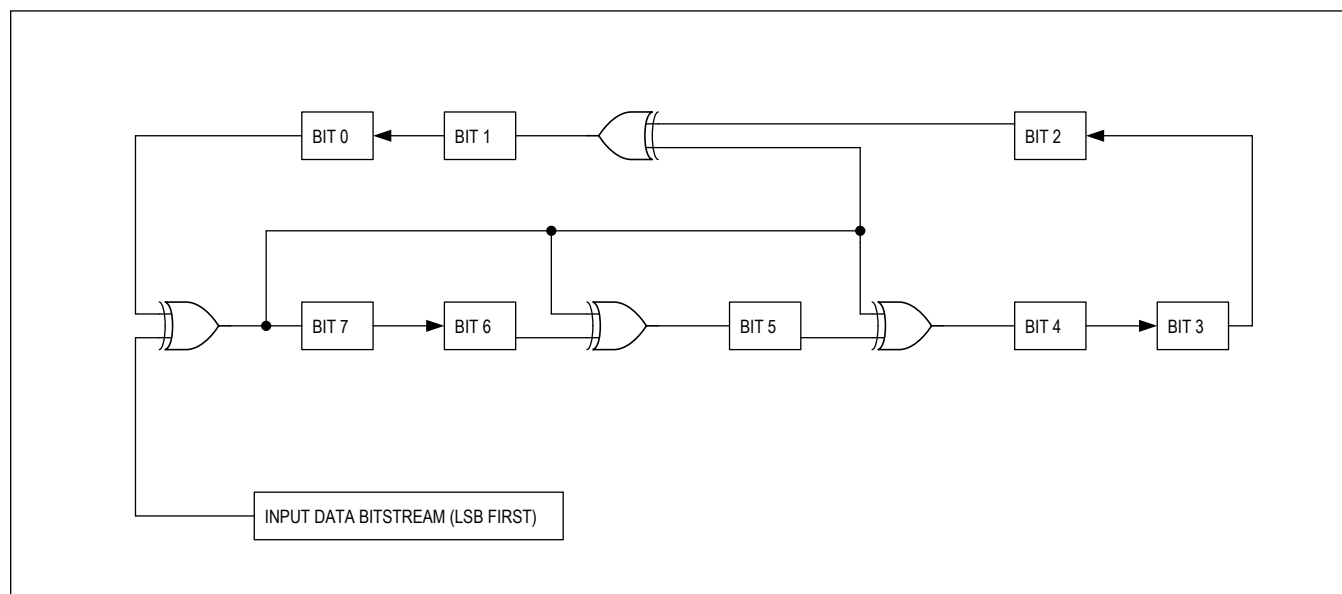 BIT 0
BIT 1
BIT 2
BIT 7
BIT 6
BIT 5
BIT 4
BIT 3
INPUT DATA BITSTREAM (LSB FIRST)